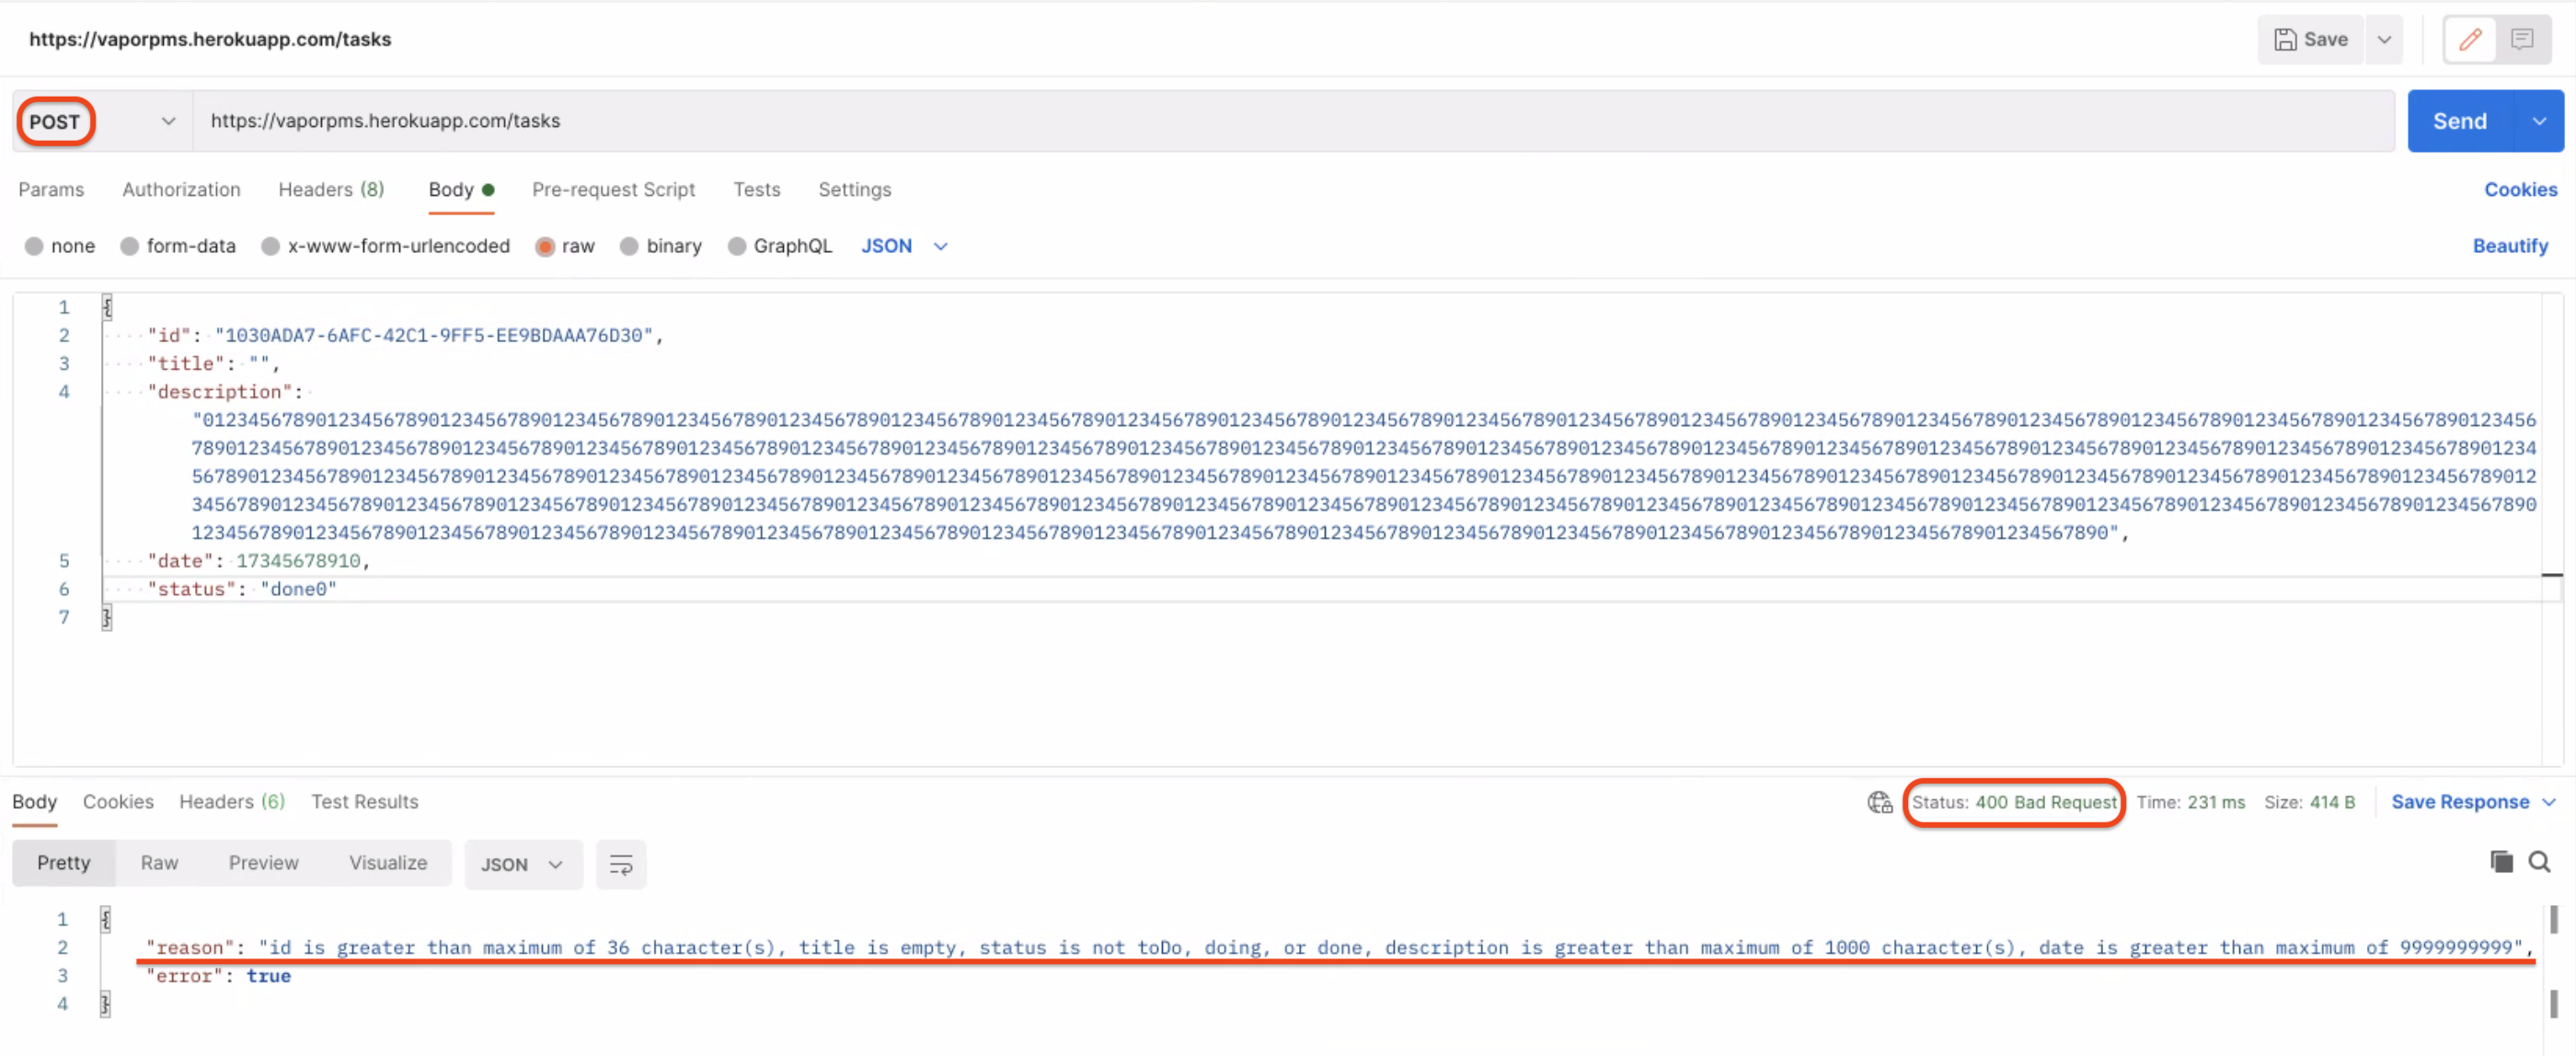 https://vaporpms.herokuapp.com/tasks
Save
POST https://vaporpms.herokuapp.com/tasks Send
Params Authorization Headers (8) Body Pre-request Script Tests Settings Cookies
none form-data x-www-form-urlencoded raw binary GraphQL JSON Beautify
1 {
2 "id": "1030ADA7-6AFC-42C1-9FF5-EE9BDAAA76D30",
3 "title": "",
4 "description":
"012345678901234567890123456789012345678901234567890123456789012345678901234567890123456789012345678901234567890123456789012345678901234567890123456789012345678901234567890123456789012345678901234567890123456
7890123456789012345678901234567890123456789012345678901234567890123456789012345678901234567890123456789012345678901234567890123456789012345678901234567890123456789012345678901234567890123456789012345678901234
5678901234567890123456789012345678901234567890123456789012345678901234567890123456789012345678901234567890123456789012345678901234567890123456789012345678901234567890123456789012345678901234567890123456789012
3456789012345678901234567890123456789012345678901234567890123456789012345678901234567890123456789012345678901234567890123456789012345678901234567890123456789012345678901234567890123456789012345678901234567890
12345678901234567890123456789012345678901234567890123456789012345678901234567890123456789012345678901234567890123456789012345678901234567890123456789012345678901234567890",
5 "date": 17345678910,
6 "status": "done0"
7 }
Body Cookies Headers (6) Test Results Status: 400 Bad Request Time: 231 ms Size: 414 B Save Response
Pretty Raw Preview Visualize JSON
1 {
2 "reason": "id is greater than maximum of 36 character(s), title is empty, status is not toDo, doing, or done, description is greater than maximum of 1000 character(s), date is greater than maximum of 9999999999",
3 "error": true
4 }